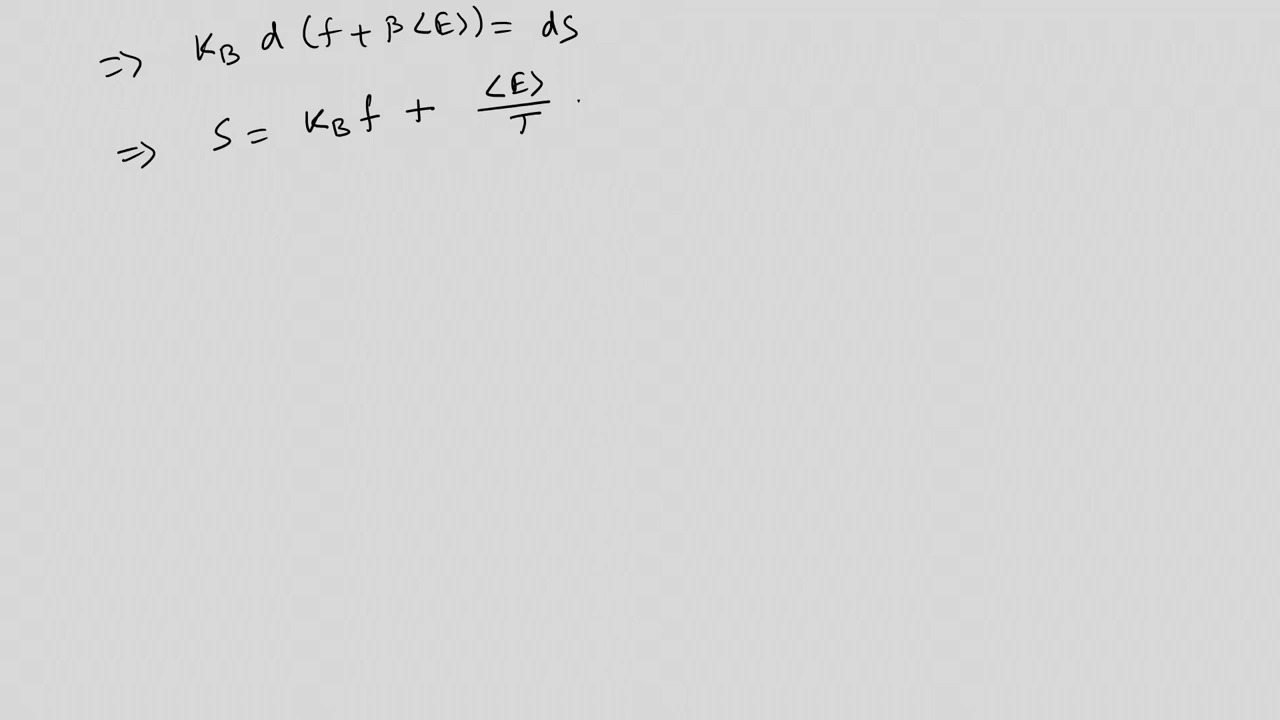 ⇒ K_B d (f + β⟨E⟩) = dS
⇒ S = K_B f + ⟨E⟩/T .